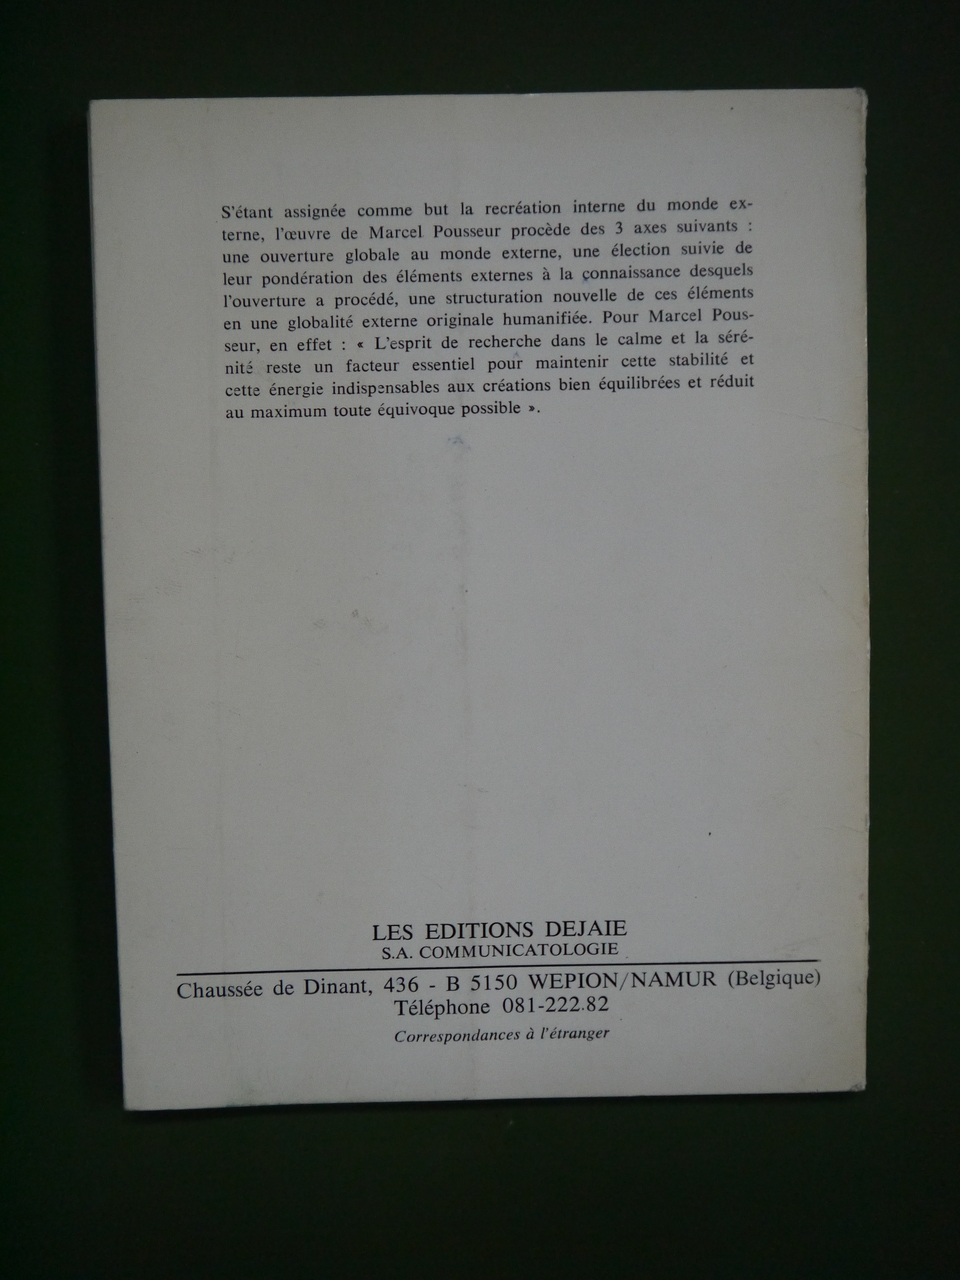 S'étant assignée comme but la recréation interne du monde ex-
terne, l'œuvre de Marcel Pousseur procède des 3 axes suivants :
une ouverture globale au monde externe, une élection suivie de
leur pondération des éléments externes à la connaissance desquels
l'ouverture a procédé, une structuration nouvelle de ces éléments
en une globalité externe originale humanifiée. Pour Marcel Pous-
seur, en effet : « L'esprit de recherche dans le calme et la séré-
nité reste un facteur essentiel pour maintenir cette stabilité et
cette énergie indispensables aux créations bien équilibrées et réduit
au maximum toute équivoque possible ».
LES EDITIONS DEJAIE
S.A. COMMUNICATOLOGIE
Chaussée de Dinant, 436 - B 5150 WEPION/NAMUR (Belgique)
Téléphone 081-222.82
Correspondances à l'étranger